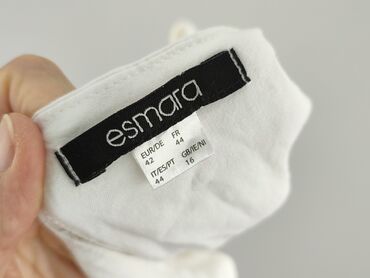 esmara
EUR/DE FR
42 44
IT/ES/PT GB/IE/NI
44 16